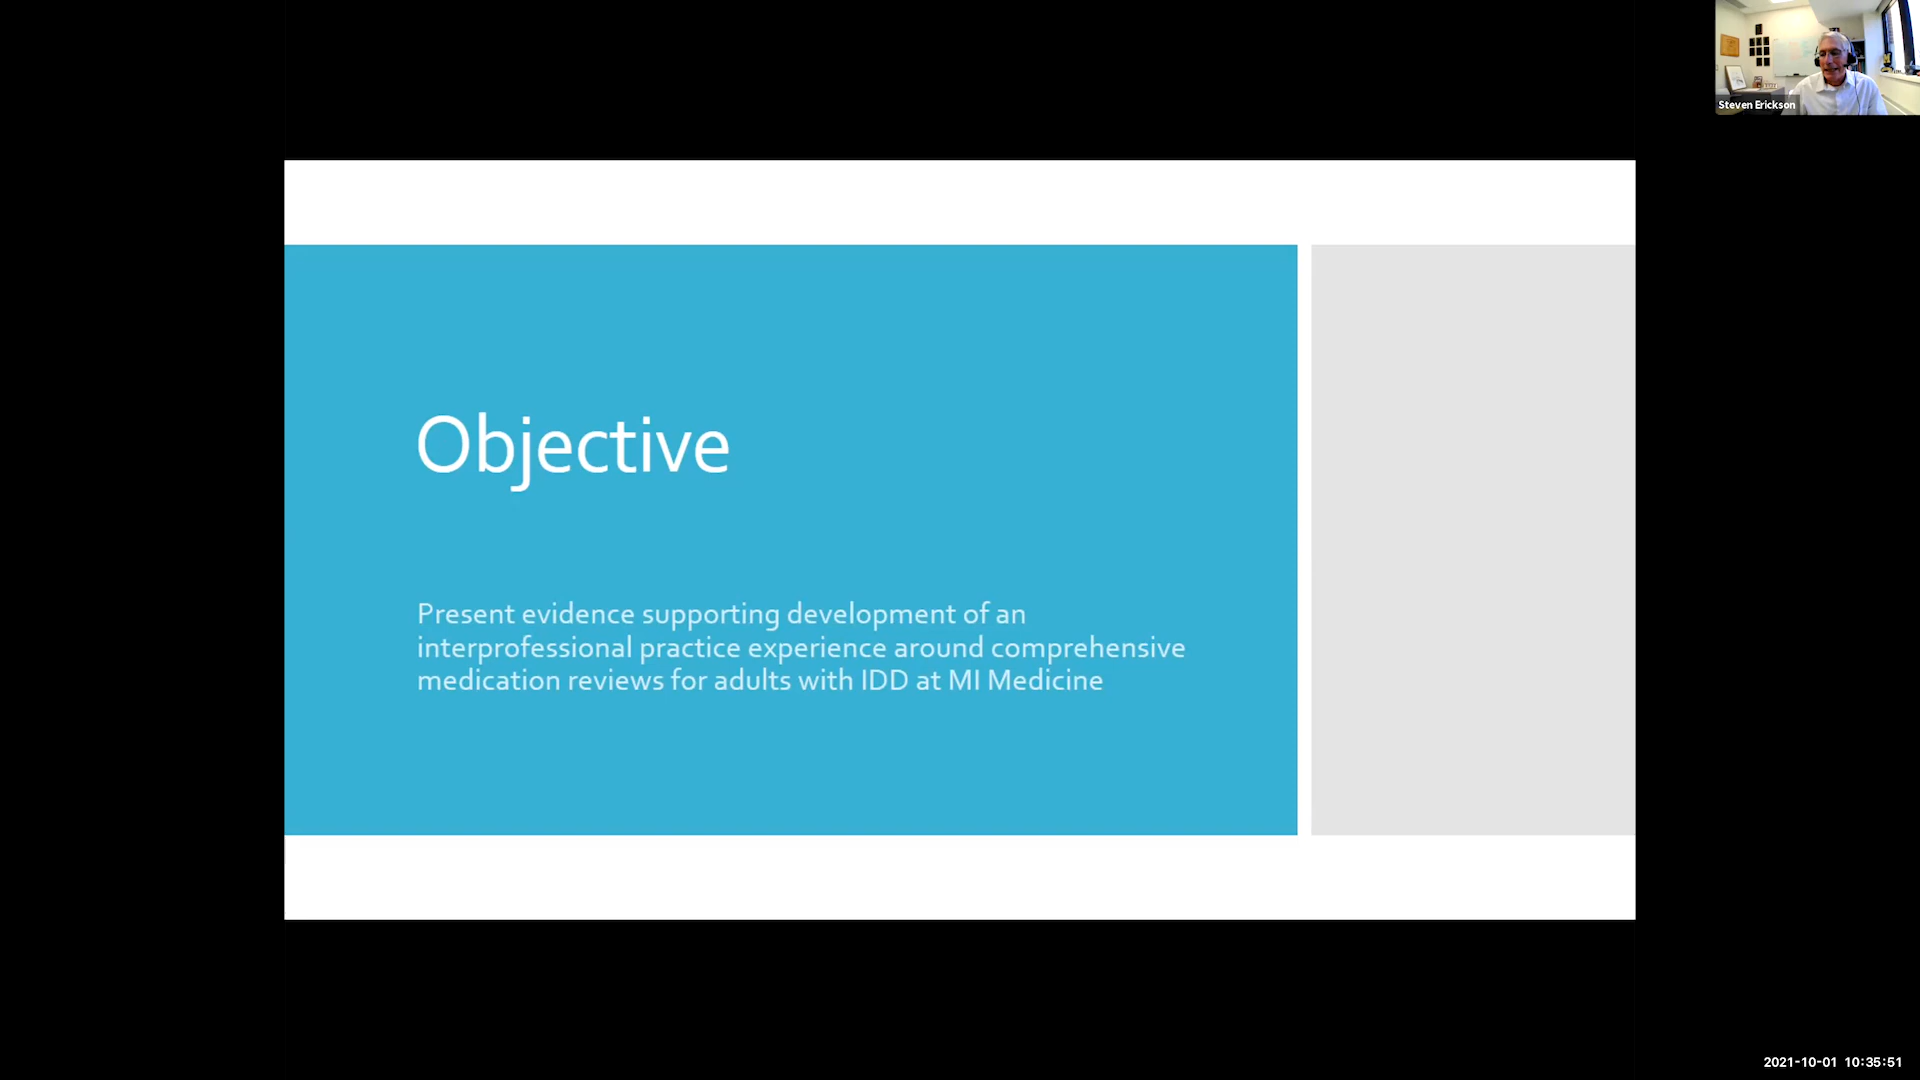 Steven Erickson
Objective
Present evidence supporting development of an
interprofessional practice experience around comprehensive
medication reviews for adults with IDD at MI Medicine
2021-10-01 10:35:51